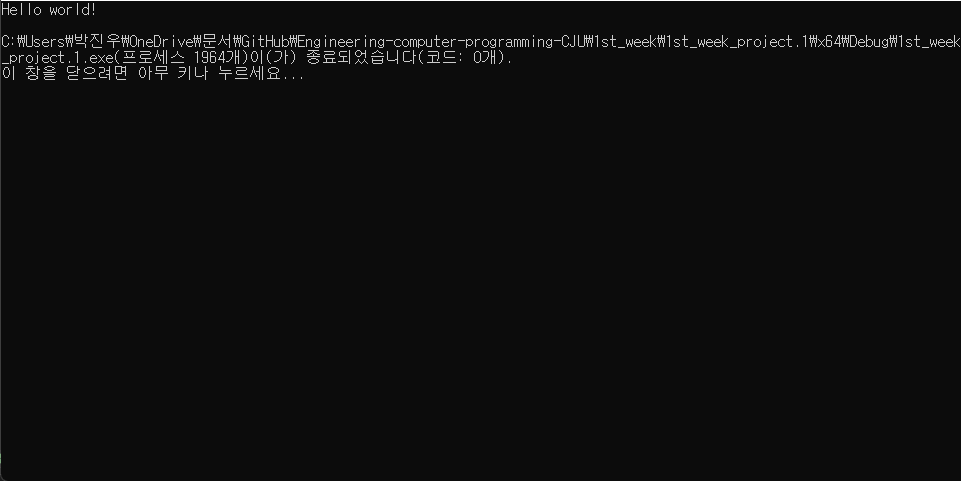 Hello world!
C:₩Users₩박진우₩OneDrive₩문서₩GitHub₩Engineering-computer-programming-CJU₩1st_week₩1st_week_project.1₩x64₩Debug₩1st_week
_project.1.exe(프로세스 1964개)이(가) 종료되었습니다(코드: 0개).
이 창을 닫으려면 아무 키나 누르세요...